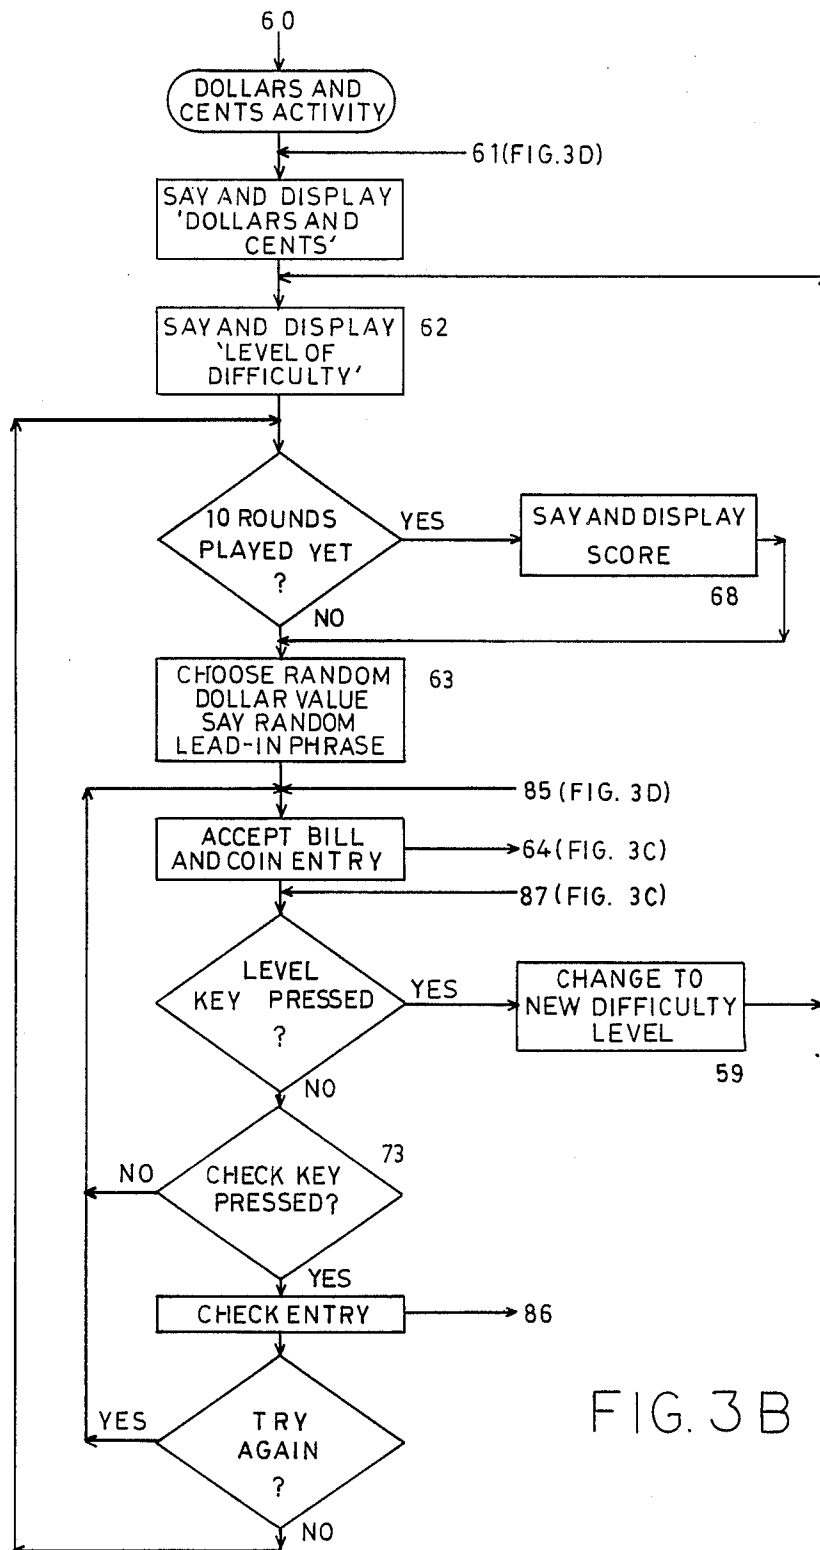 60
DOLLARS AND
CENTS ACTIVITY
61(FIG.3D)
SAY AND DISPLAY
'DOLLARS AND
CENTS'
SAY AND DISPLAY
'LEVEL OF
DIFFICULTY'
62
10 ROUNDS
PLAYED YET
?
YES
SAY AND DISPLAY
SCORE
68
NO
CHOOSE RANDOM
DOLLAR VALUE
SAY RANDOM
LEAD-IN PHRASE
63
85 (FIG. 3D)
ACCEPT BILL
AND COIN ENTRY
64 (FIG. 3C)
87 (FIG. 3C)
LEVEL
KEY PRESSED
?
YES
CHANGE TO
NEW DIFFICULTY
LEVEL
59
NO
73
CHECK KEY
PRESSED?
NO
YES
CHECK ENTRY
86
TRY
AGAIN
?
YES
NO
FIG. 3B